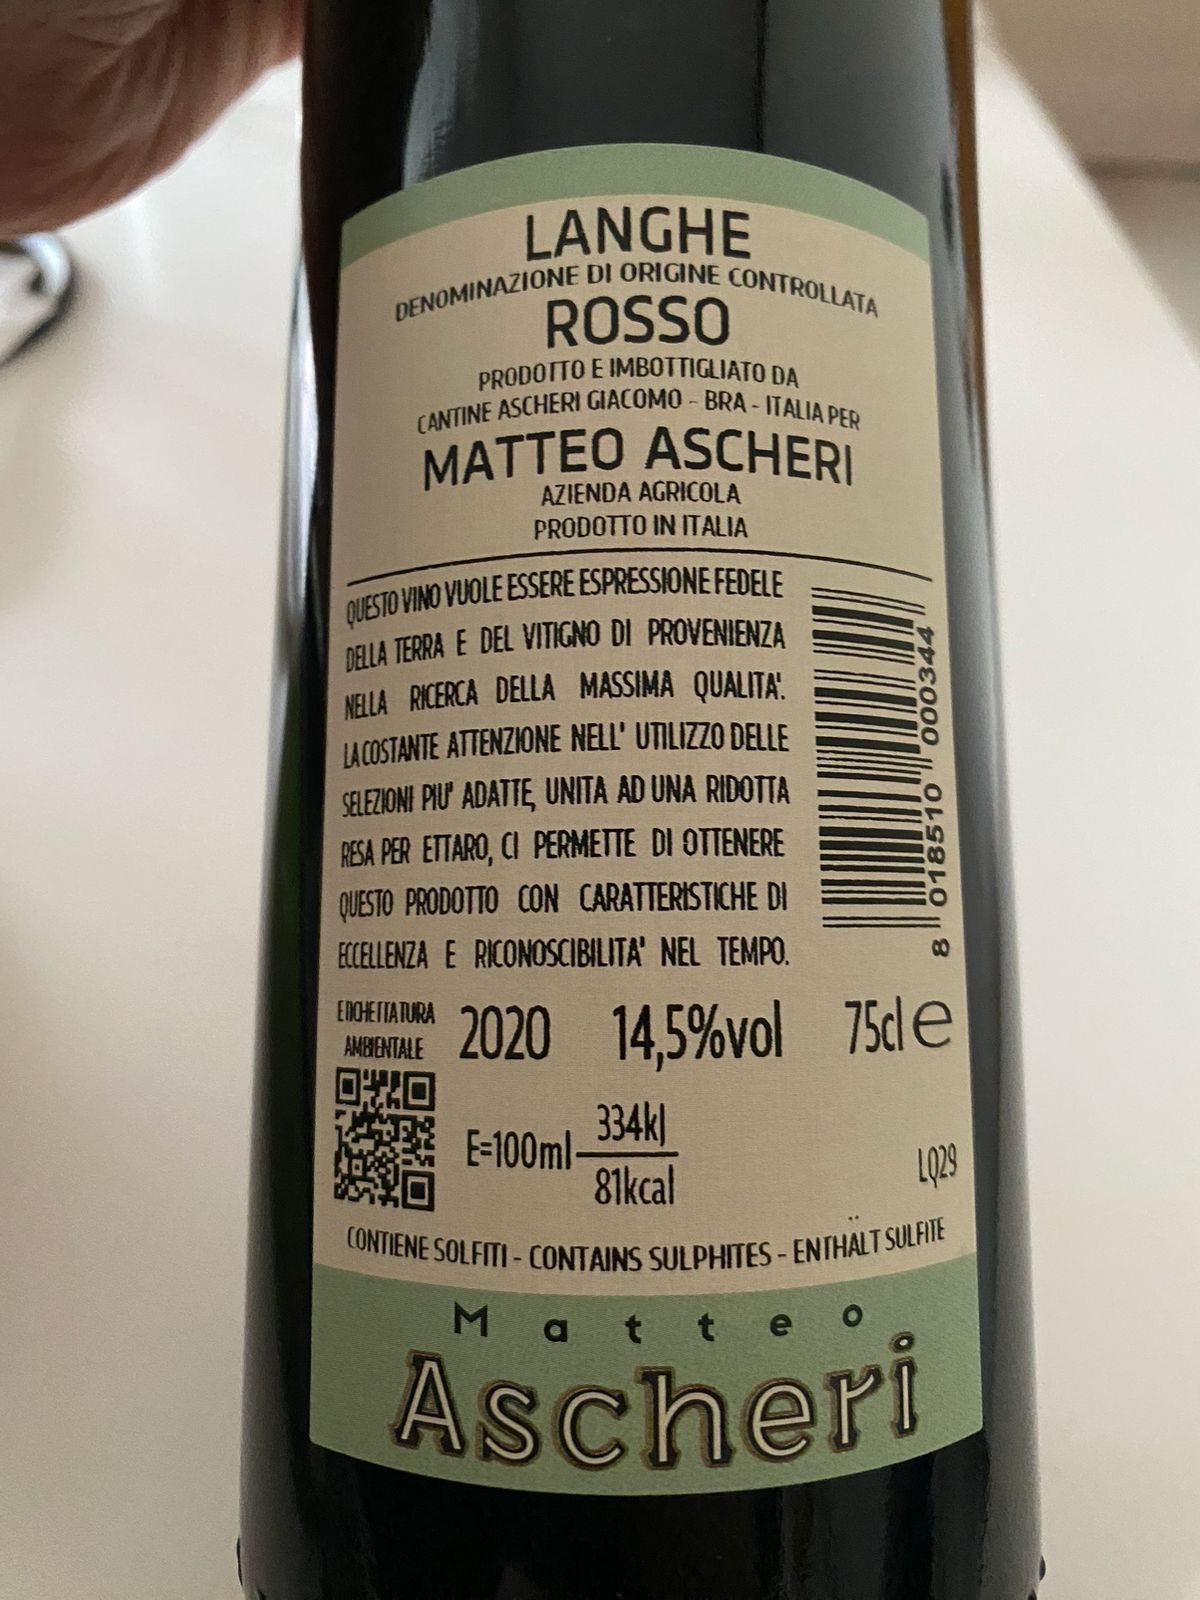 LANGHE
DENOMINAZIONE DI ORIGINE CONTROLLATA
ROSSO
PRODOTTO E IMBOTTIGLIATO DA
CANTINE ASCHERI GIACOMO - BRA - ITALIA PER
MATTEO ASCHERI
AZIENDA AGRICOLA
PRODOTTO IN ITALIA
QUESTO VINO VUOLE ESSERE ESPRESSIONE FEDELE
DELLA TERRA E DEL VITIGNO DI PROVENIENZA
NELLA RICERCA DELLA MASSIMA QUALITA'.
LA COSTANTE ATTENZIONE NELL' UTILIZZO DELLE
SELEZIONI PIU' ADATTE, UNITA AD UNA RIDOTTA
RESA PER ETTARO, CI PERMETTE DI OTTENERE
QUESTO PRODOTTO CON CARATTERISTICHE DI
ECCELLENZA E RICONOSCIBILITA' NEL TEMPO.
8 018510 000344
ETICHETTATURA
AMBIENTALE
2020 14,5%vol 75cl e
E=100ml 334kJ
81kcal
LQ29
CONTIENE SOLFITI - CONTAINS SULPHITES - ENTHÄLT SULFITE
Matteo
Ascheri